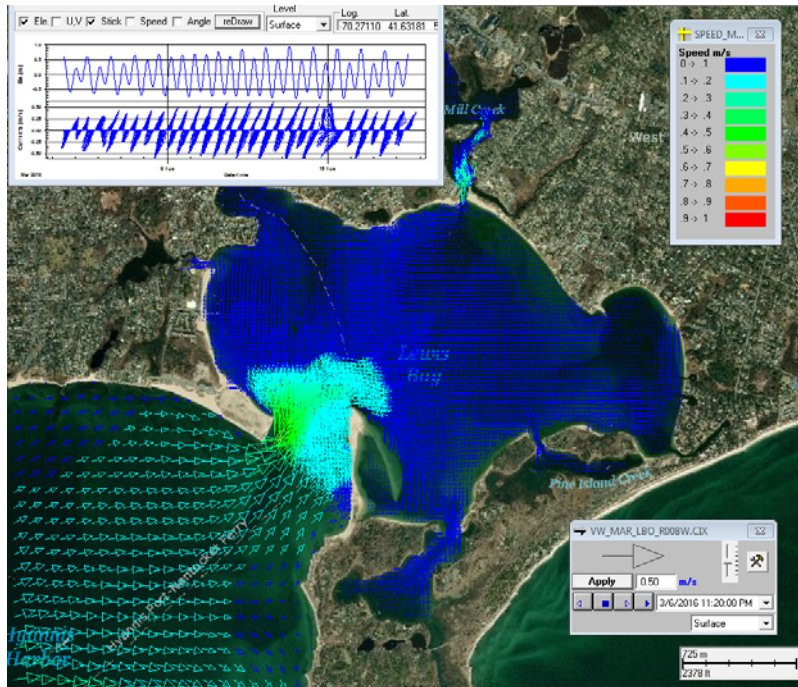 Ele.
U,V
Stick
Speed
Angle
reDraw
Level
Surface
Log.
Lat.
-70.27110
41.63181
SPEED_M...
Speed m/s
0 -> .1
.1 -> .2
.2 -> .3
.3 -> .4
.4 -> .5
.5 -> .6
.6 -> .7
.7 -> .8
.8 -> .9
.9 -> 1
Mill Creek
West
Lewis
Bay
Pine Island Creek
Hyannis Port-Nantucket Ferry
Harbor
VW_MAR_LBO_R008W.CIX
Apply
0.50
m/s
3/6/2016 11:20:00 PM
Surface
725 m
2378 ft